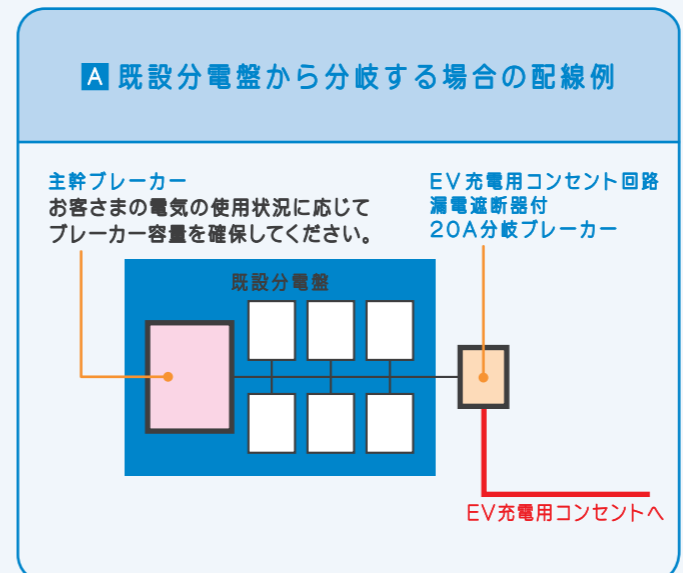 A 既設分電盤から分岐する場合の配線例
主幹ブレーカー
お客さまの電気の使用状況に応じて
ブレーカー容量を確保してください。
EV充電用コンセント回路
漏電遮断器付
20A分岐ブレーカー
既設分電盤
EV充電用コンセントへ